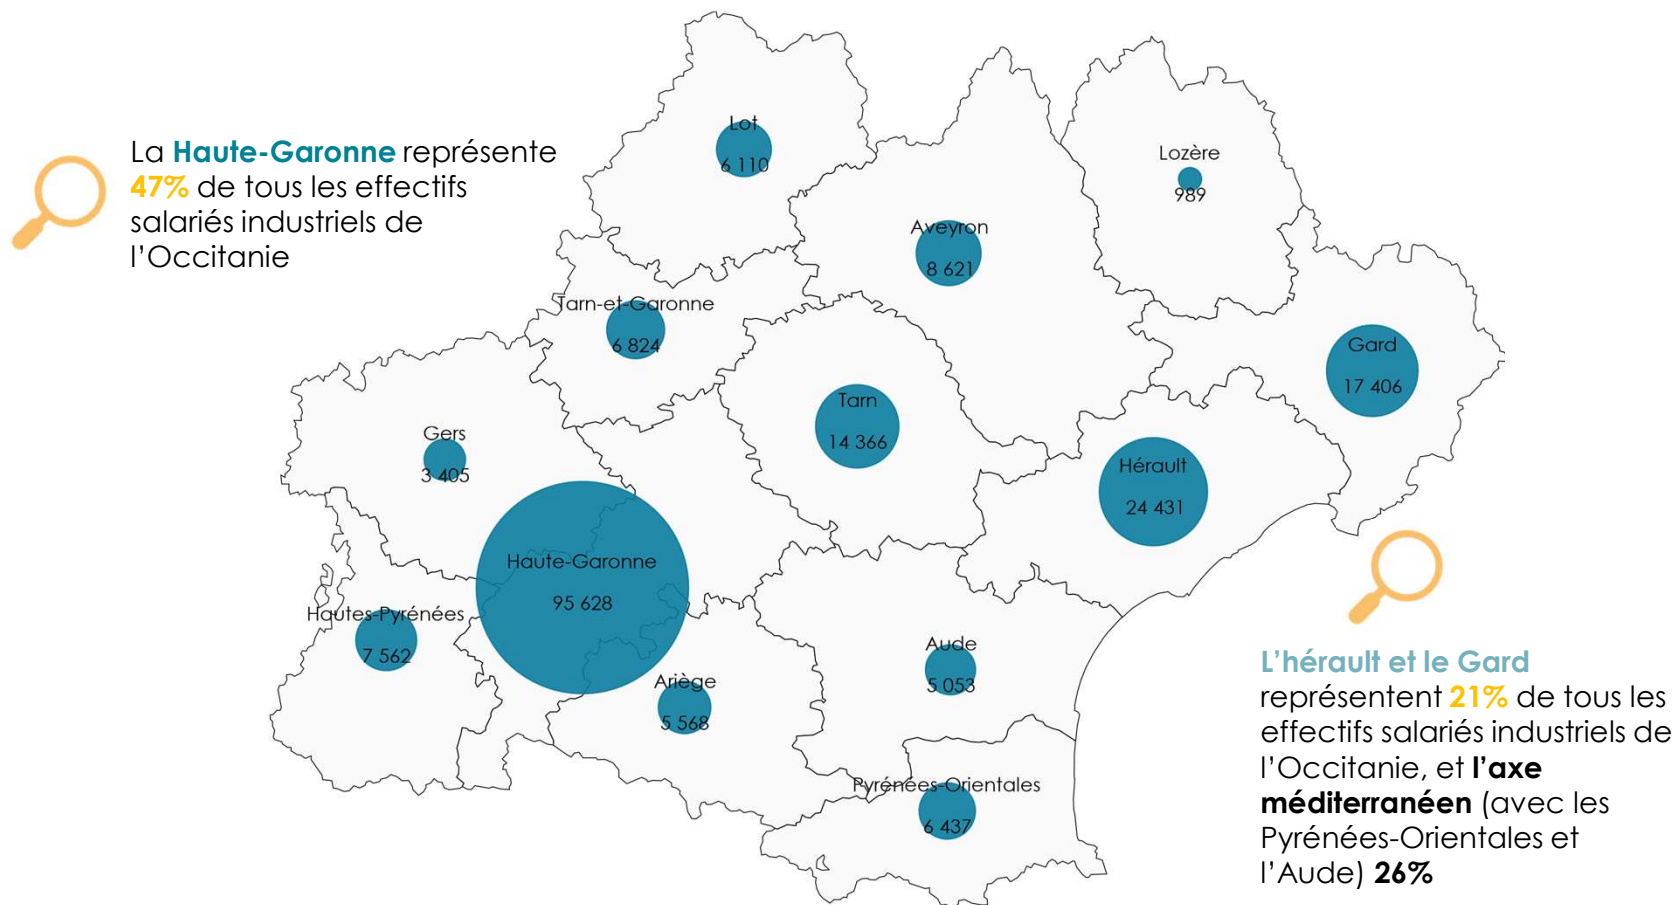 La Haute-Garonne représente
47% de tous les effectifs
salariés industriels de
l'Occitanie
Lot
6 110
Lozère
989
Aveyron
8 621
Tarn-et-Garonne
6 824
Gard
17 406
Tarn
14 366
Gers
3 405
Hérault
24 431
Haute-Garonne
95 628
Hautes-Pyrénées
7 562
Aude
5 053
Ariège
5 568
Pyrénées-Orientales
6 437
L'hérault et le Gard
représentent 21% de tous les
effectifs salariés industriels de
l'Occitanie, et l'axe
méditerranéen (avec les
Pyrénées-Orientales et
l'Aude) 26%